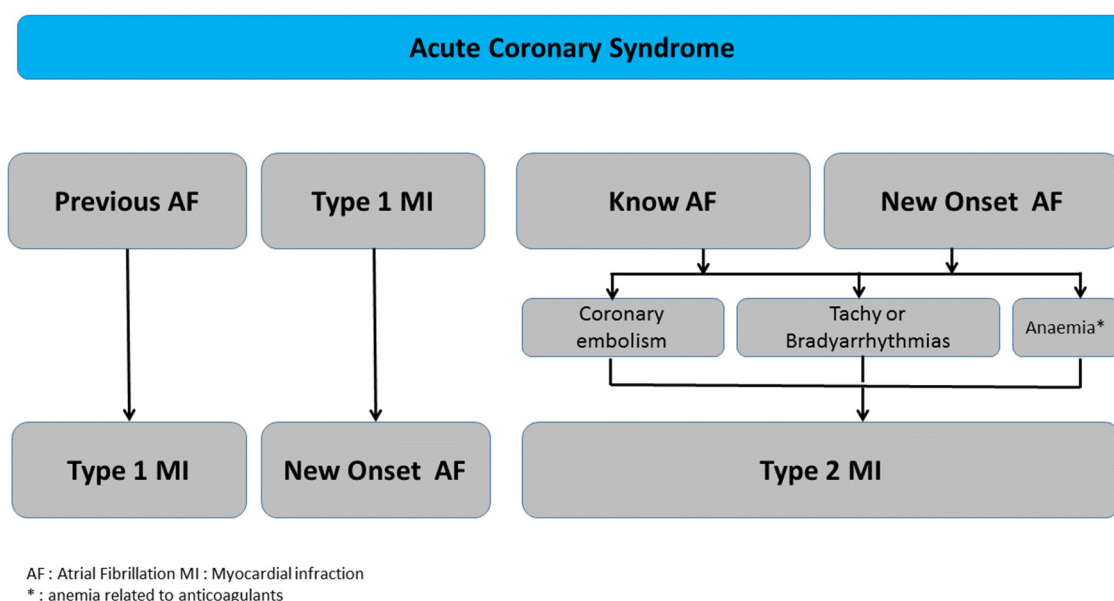 Acute Coronary Syndrome
Previous AF
Type 1 MI
Know AF
New Onset AF
Coronary
embolism
Tachy or
Bradyarrhythmias
Anaemia*
Type 1 MI
New Onset AF
Type 2 MI
AF : Atrial Fibrillation MI : Myocardial infraction
* : anemia related to anticoagulants